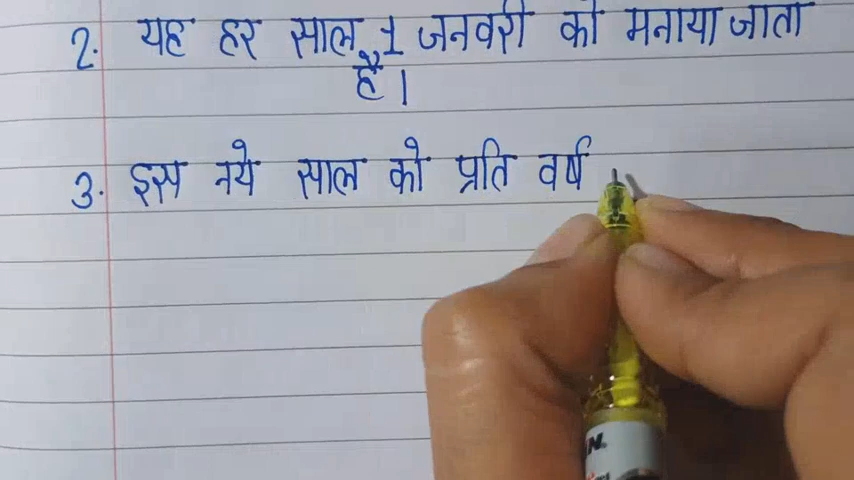 2. यह हर साल 1 जनवरी को मनाया जाता
है।
3. इस नये साल को प्रति वर्ष
N.